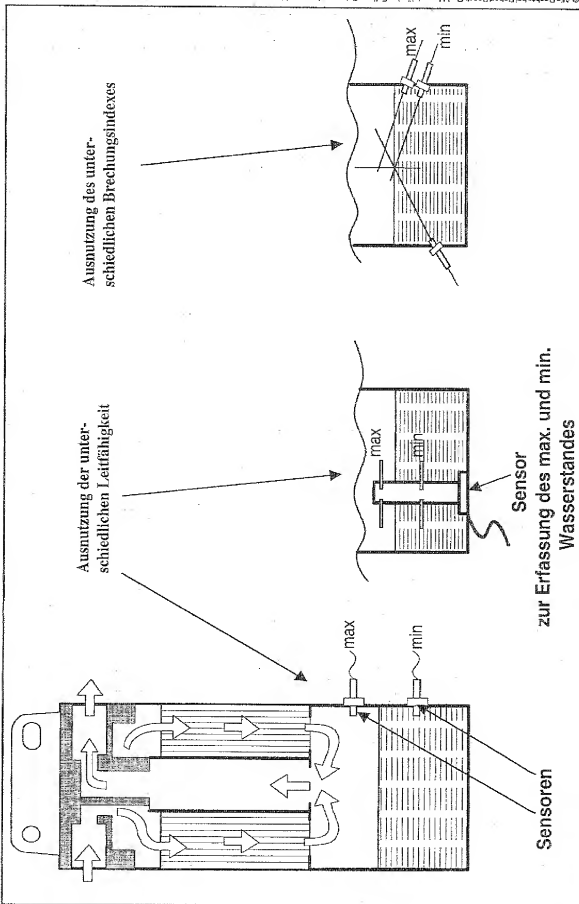 Ausnutzung der unter-
schiedlichen Leitfähigkeit
Ausnutzung des unter-
schiedlichen Brechungsindexes
max
min
Sensoren
max
min
Sensor
zur Erfassung des max. und min.
Wasserstandes
max
min